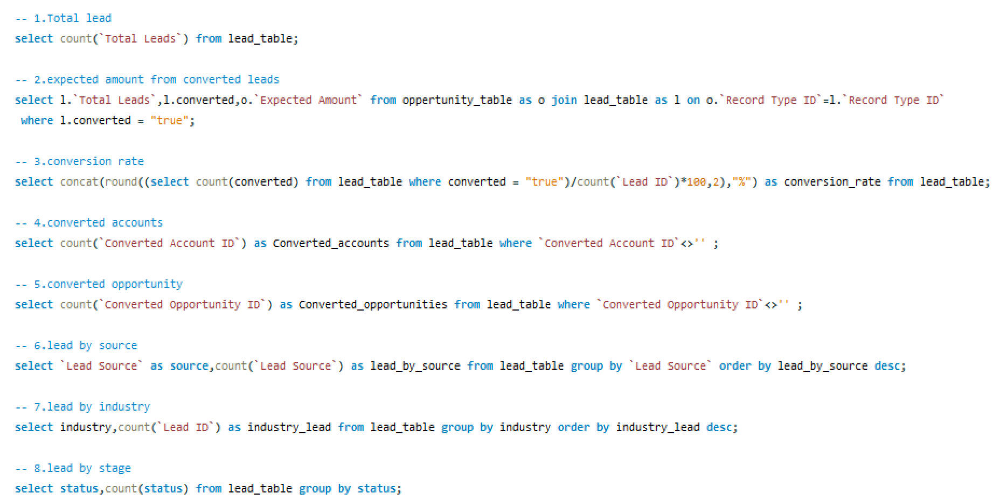 -- 1.Total lead
select count(`Total Leads`) from lead_table;
-- 2.expected amount from converted leads
select l.`Total Leads`,l.converted,o.`Expected Amount` from oppertunity_table as o join lead_table as l on o.`Record Type ID`=l.`Record Type ID`
where l.converted = "true";
-- 3.conversion rate
select concat(round((select count(converted) from lead_table where converted = "true")/count(`Lead ID`)*100,2),"%") as conversion_rate from lead_table;
-- 4.converted accounts
select count(`Converted Account ID`) as Converted_accounts from lead_table where `Converted Account ID`<>'' ;
-- 5.converted opportunity
select count(`Converted Opportunity ID`) as Converted_opportunities from lead_table where `Converted Opportunity ID`<>'' ;
-- 6.lead by source
select `Lead Source` as source,count(`Lead Source`) as lead_by_source from lead_table group by `Lead Source` order by lead_by_source desc;
-- 7.lead by industry
select industry,count(`Lead ID`) as industry_lead from lead_table group by industry order by industry_lead desc;
-- 8.lead by stage
select status,count(status) from lead_table group by status;